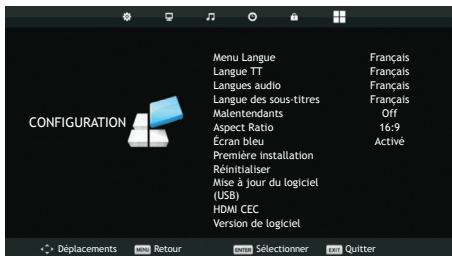 Menu Langue Français
Langue TT Français
Langues audio Français
Langue des sous-titres Français
CONFIGURATION
Malentendants Off
Aspect Ratio 16:9
Écran bleu Activé
Première installation
Réinitialiser
Mise à jour du logiciel
(USB)
HDMI CEC
Version de logiciel
Déplacements MENU Retour ENTER Sélectionner EXIT Quitter